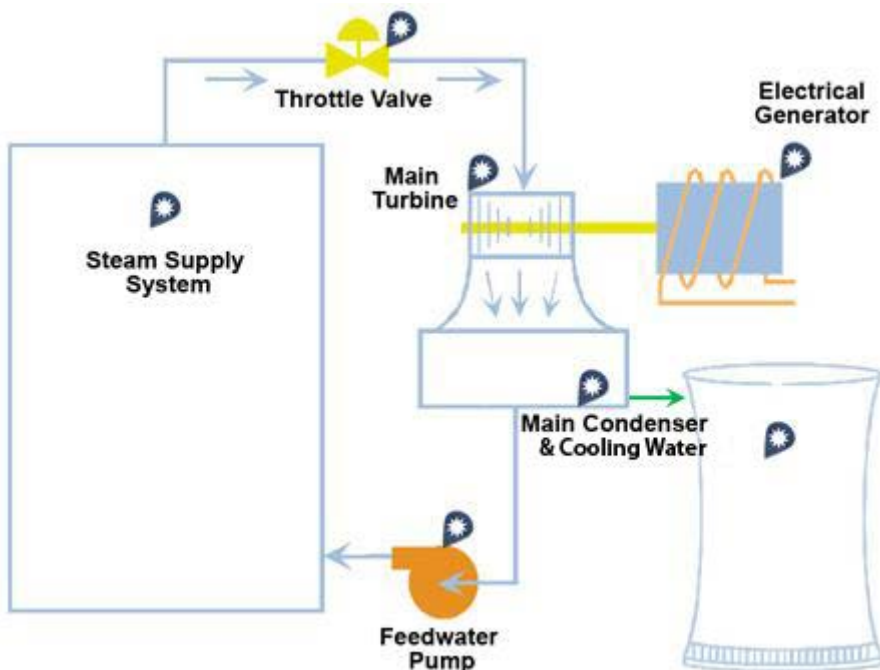 Throttle Valve
Electrical
Generator
Main
Turbine
Steam Supply
System
Main Condenser
& Cooling Water
Feedwater
Pump